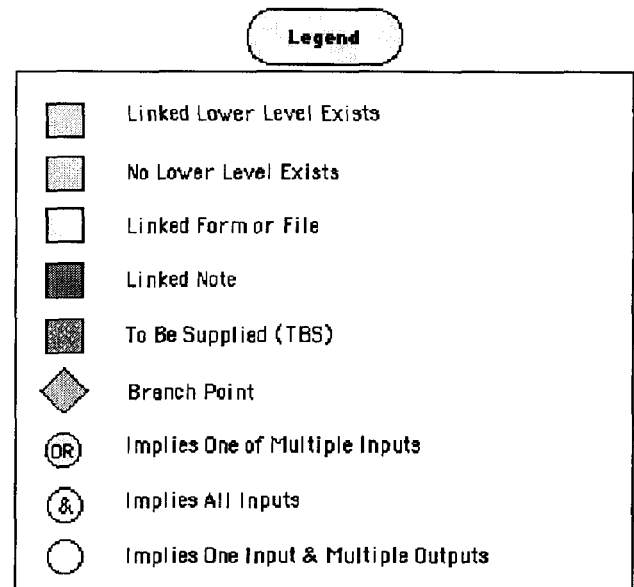 Legend
Linked Lower Level Exists
No Lower Level Exists
Linked Form or File
Linked Note
To Be Supplied (TBS)
Branch Point
OR Implies One of Multiple Inputs
& Implies All Inputs
Implies One Input & Multiple Outputs